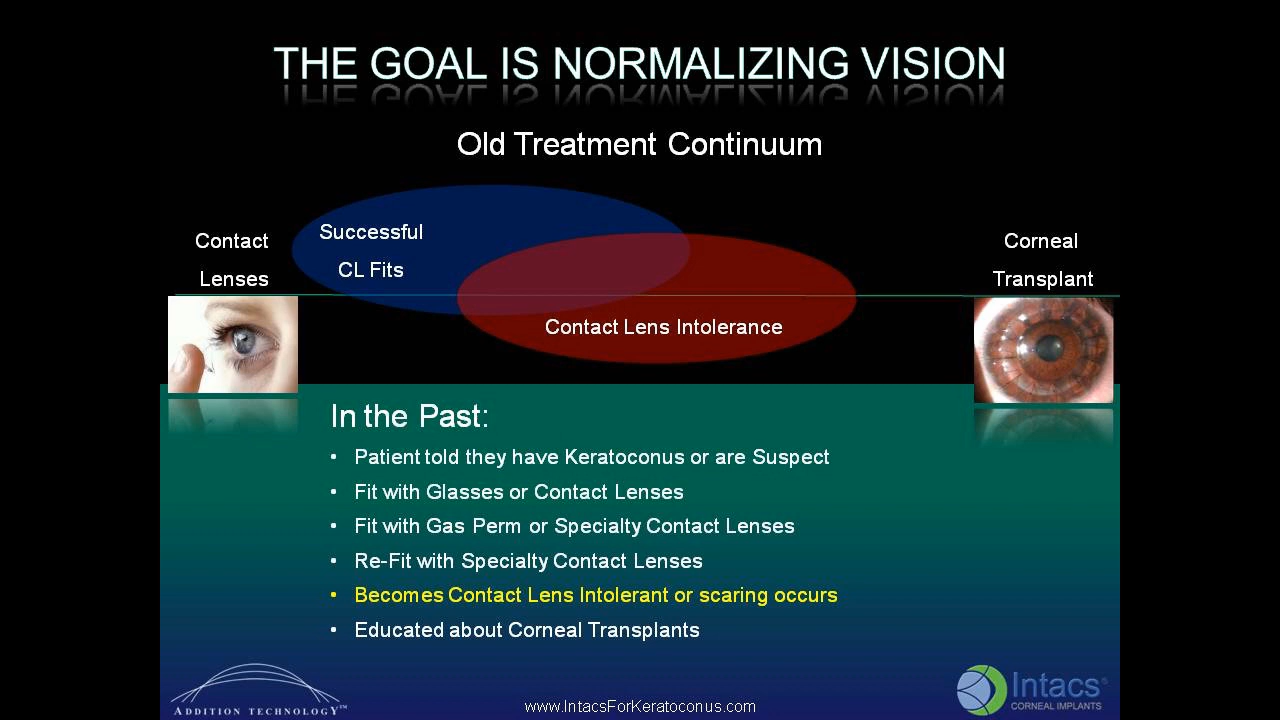 THE GOAL IS NORMALIZING VISION
Old Treatment Continuum
Contact
Lenses
Successful
CL Fits
Contact Lens Intolerance
Corneal
Transplant
In the Past:
• Patient told they have Keratoconus or are Suspect
• Fit with Glasses or Contact Lenses
• Fit with Gas Perm or Specialty Contact Lenses
• Re-Fit with Specialty Contact Lenses
• Becomes Contact Lens Intolerant or scaring occurs
• Educated about Corneal Transplants
ADDITION TECHNOLOGY™
www.IntacsForKeratoconus.com
Intacs®
CORNEAL IMPLANTS